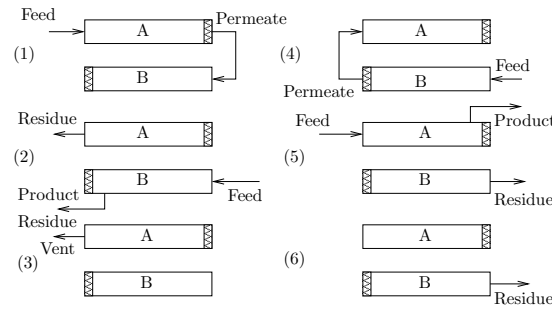 Feed
A
Permeate
(1)
B
Residue
A
(2)
B
Product
Feed
Residue
Vent
A
(3)
B
A
(4)
Feed
B
Permeate
Feed
A
Product
(5)
B
Residue
A
(6)
B
Residue